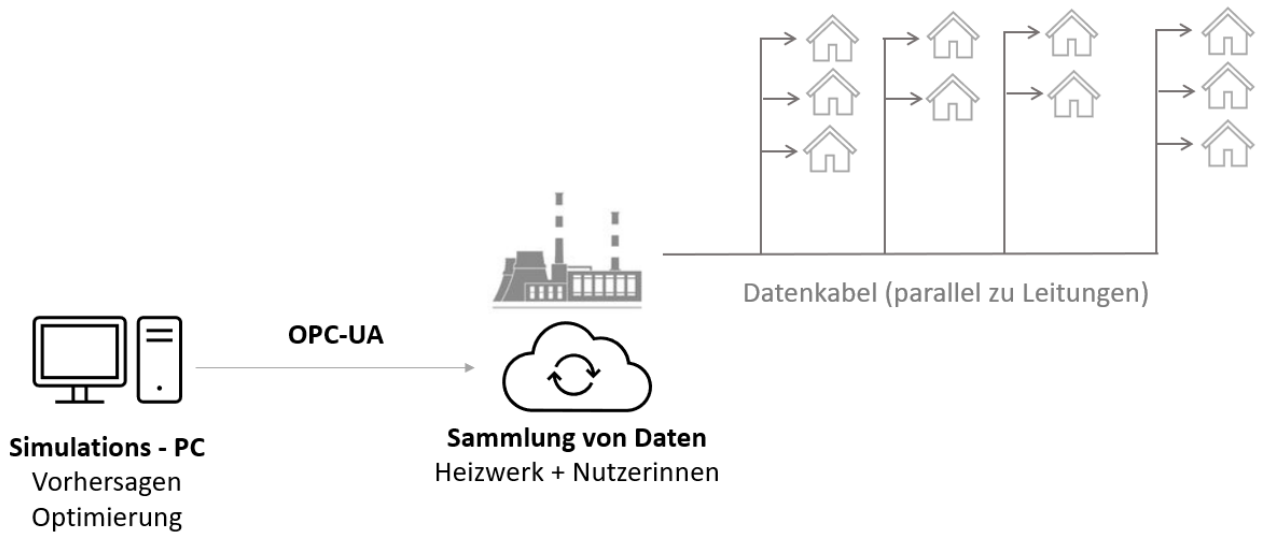 Datenkabel (parallel zu Leitungen)
OPC-UA
Simulations - PC
Vorhersagen
Optimierung
Sammlung von Daten
Heizwerk + Nutzerinnen